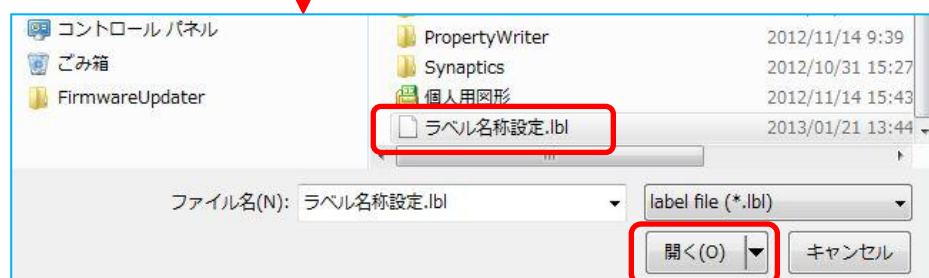 コントロール パネル
ごみ箱
FirmwareUpdater
PropertyWriter 2012/11/14 9:39
Synaptics 2012/10/31 15:27
個人用図形 2012/11/14 15:43
ラベル名称設定.lbl 2013/01/21 13:44
ファイル名(N): ラベル名称設定.lbl label file (*.lbl)
開く(O) キャンセル